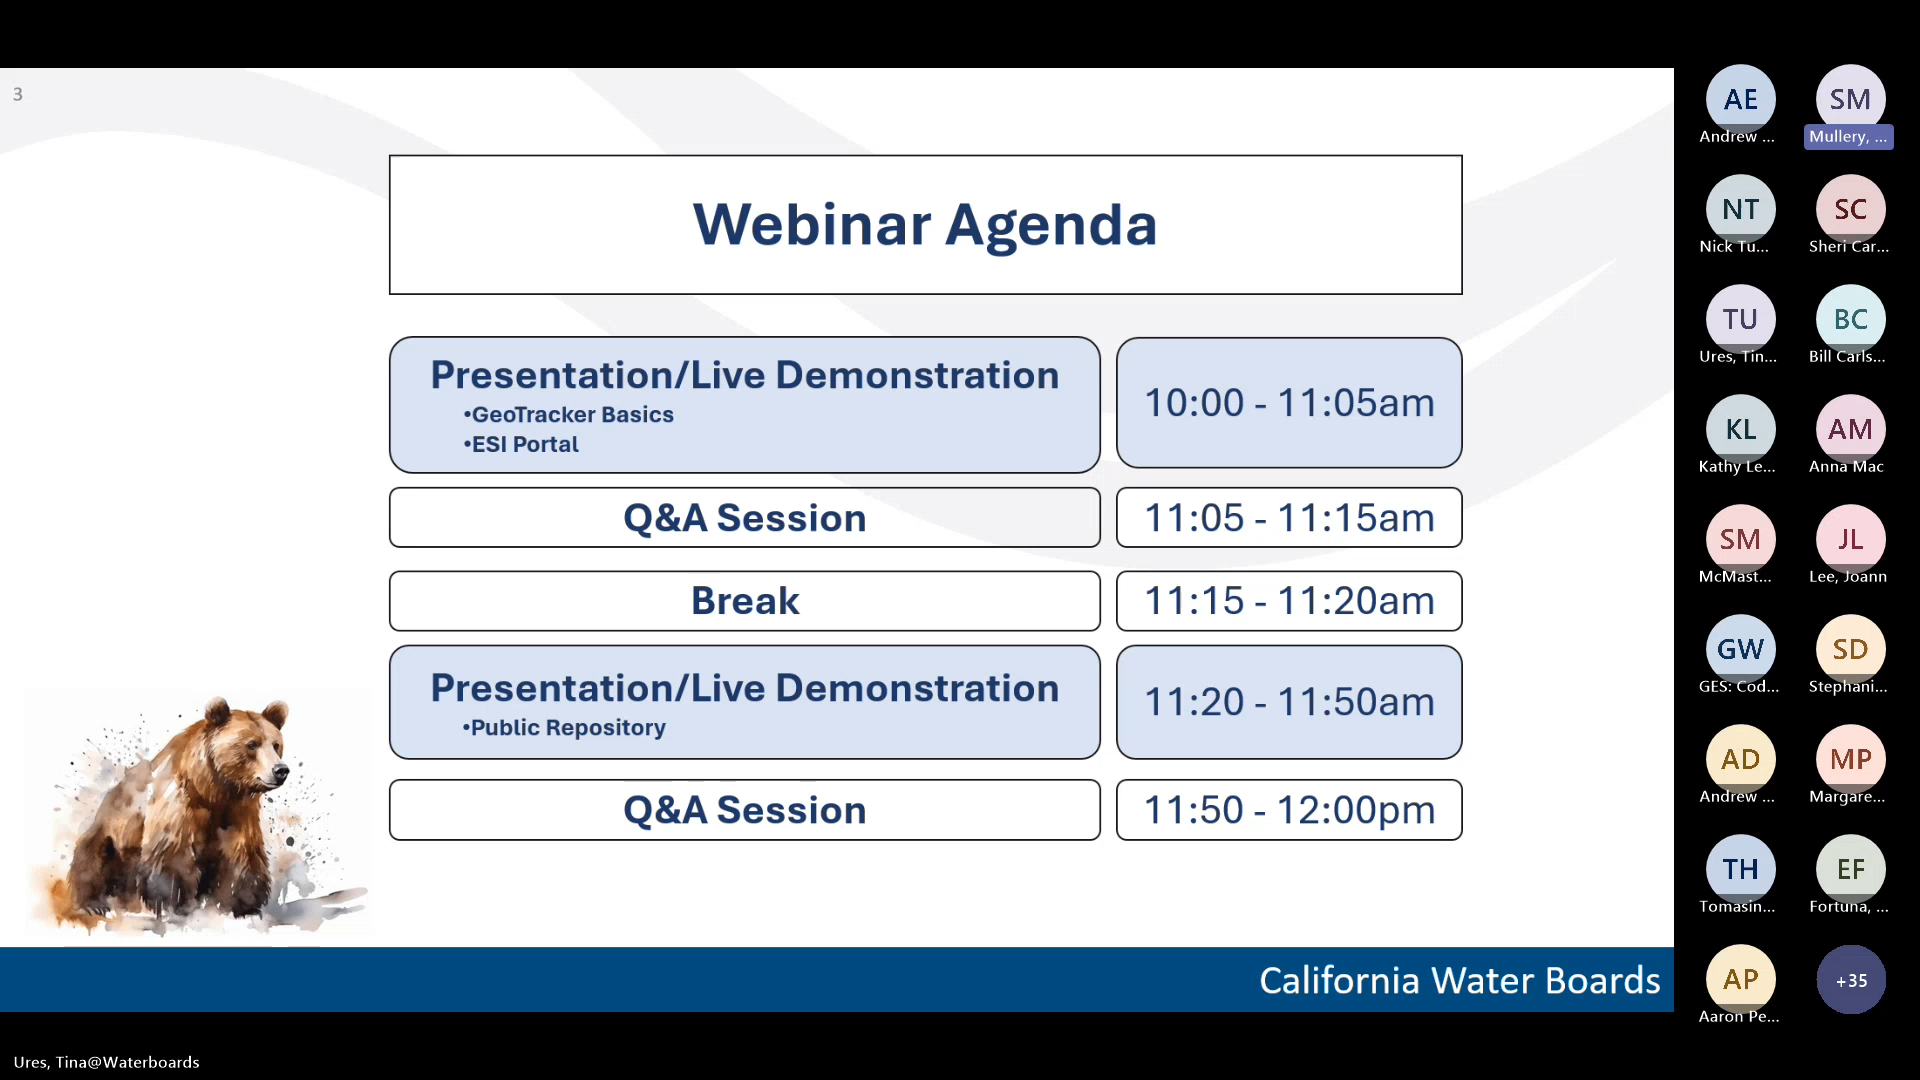 3
Webinar Agenda
Presentation/Live Demonstration
•GeoTracker Basics
•ESI Portal
10:00 - 11:05am
Q&A Session
11:05 - 11:15am
Break
11:15 - 11:20am
Presentation/Live Demonstration
•Public Repository
11:20 - 11:50am
Q&A Session
11:50 - 12:00pm
California Water Boards
Ures, Tina@Waterboards
AE
Andrew ...
SM
Mullery, ...
NT
Nick Tu...
SC
Sheri Car...
TU
Ures, Tin...
BC
Bill Carls...
KL
Kathy Le...
AM
Anna Mac
SM
McMast...
JL
Lee, Joann
GW
GES: Cod...
SD
Stephani...
AD
Andrew ...
MP
Margare...
TH
Tomasin...
EF
Fortuna, ...
AP
Aaron Pe...
+35